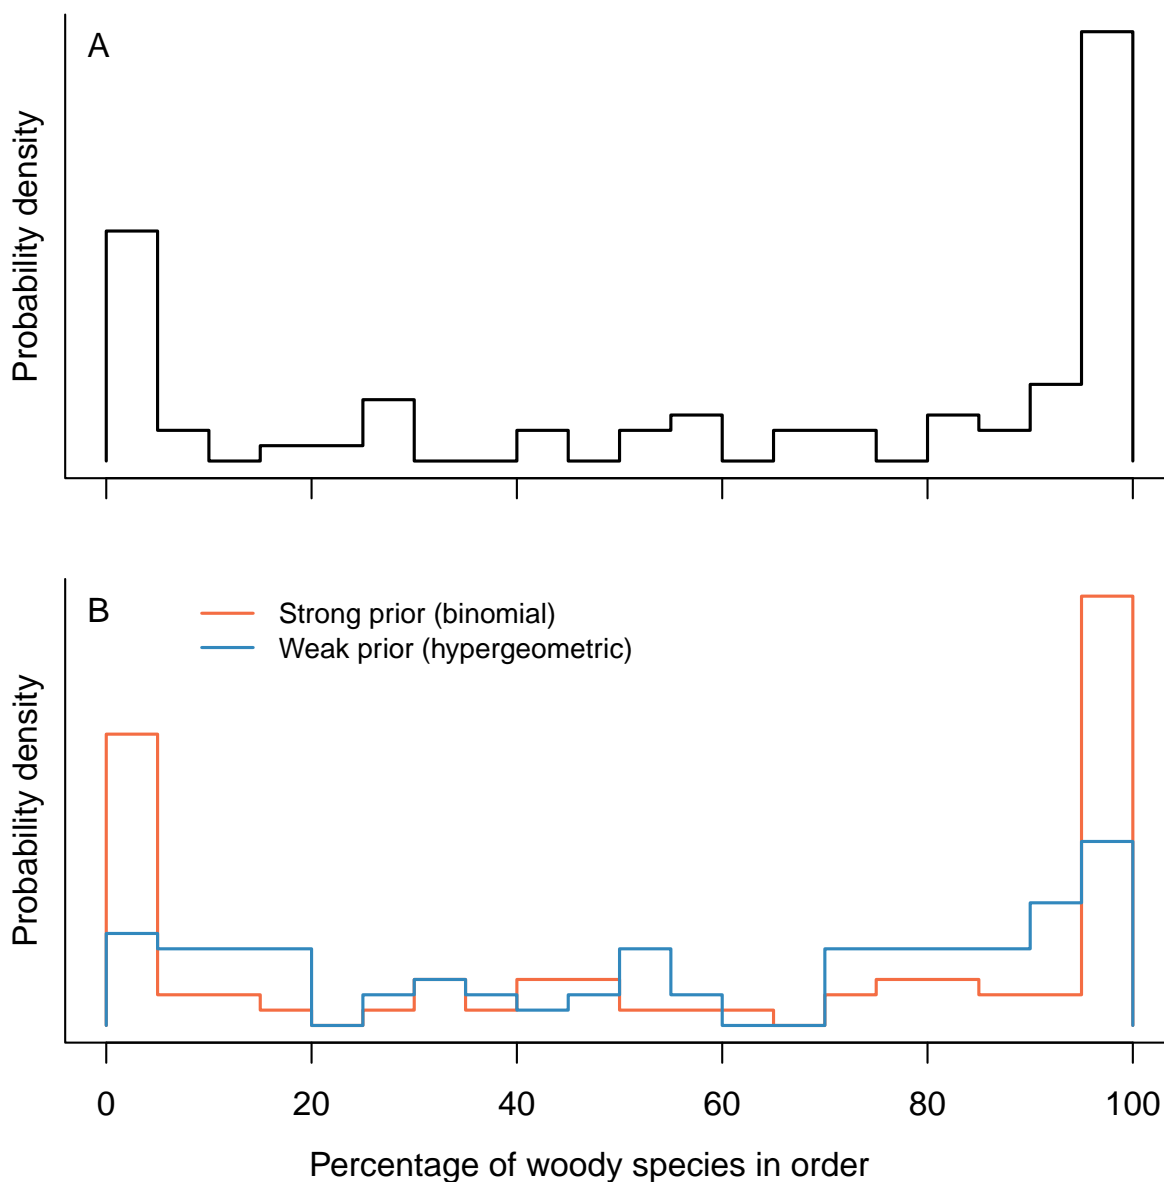 A
Probability density
B
Strong prior (binomial)
Weak prior (hypergeometric)
Probability density
0 20 40 60 80 100
Percentage of woody species in order